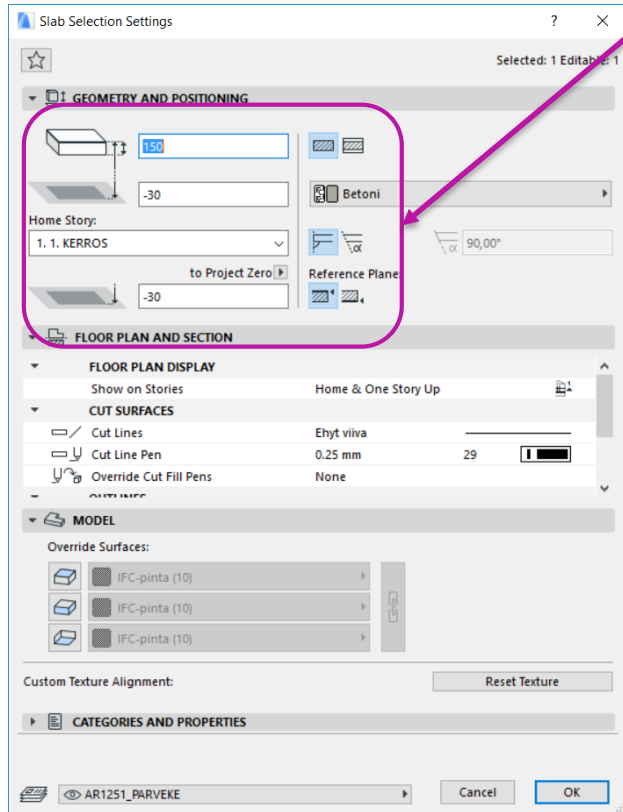 Slab Selection Settings
Selected: 1 Editable: 1
GEOMETRY AND POSITIONING
150
-30
Betoni
Home Story:
1. 1. KERROS
α
α
90,00°
to Project Zero
Reference Plane:
-30
FLOOR PLAN AND SECTION
FLOOR PLAN DISPLAY
Show on Stories Home & One Story Up
CUT SURFACES
Cut Lines Ehyt viiva
Cut Line Pen 0.25 mm 29
Override Cut Fill Pens None
OUTLINES
MODEL
Override Surfaces:
IFC-pinta (10)
IFC-pinta (10)
IFC-pinta (10)
Custom Texture Alignment: Reset Texture
CATEGORIES AND PROPERTIES
AR1251_PARVEKE Cancel OK